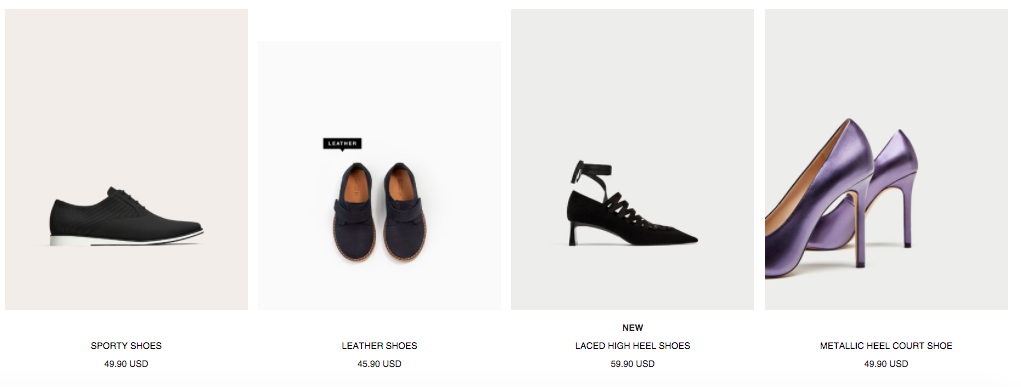 LEATHER
SPORTY SHOES
49.90 USD
LEATHER SHOES
45.90 USD
NEW
LACED HIGH HEEL SHOES
59.90 USD
METALLIC HEEL COURT SHOE
49.90 USD